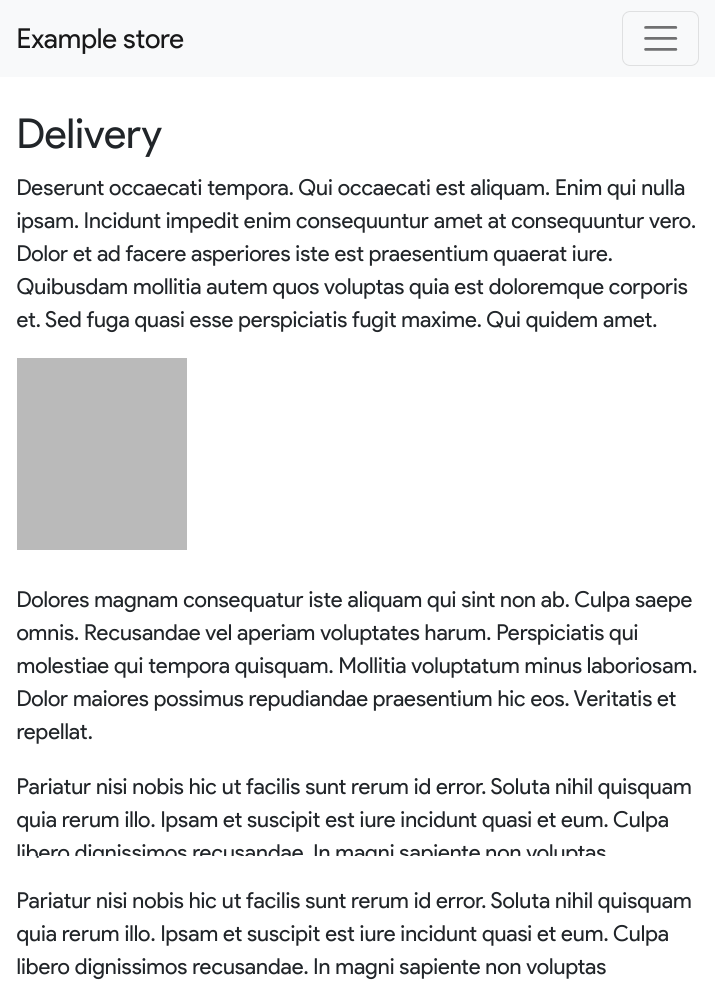 Example store
Delivery
Deserunt occaecati tempora. Qui occaecati est aliquam. Enim qui nulla
ipsam. Incidunt impedit enim consequuntur amet at consequuntur vero.
Dolor et ad facere asperiores iste est praesentium quaerat iure.
Quibusdam mollitia autem quos voluptas quia est doloremque corporis
et. Sed fuga quasi esse perspiciatis fugit maxime. Qui quidem amet.
Dolores magnam consequatur iste aliquam qui sint non ab. Culpa saepe
omnis. Recusandae vel aperiam voluptates harum. Perspiciatis qui
molestiae qui tempora quisquam. Mollitia voluptatum minus laboriosam.
Dolor maiores possimus repudiandae praesentium hic eos. Veritatis et
repellat.
Pariatur nisi nobis hic ut facilis sunt rerum id error. Soluta nihil quisquam
quia rerum illo. Ipsam et suscipit est iure incidunt quasi et eum. Culpa
libero dignissimos recusandae. In magni sapiente non voluptas
Pariatur nisi nobis hic ut facilis sunt rerum id error. Soluta nihil quisquam
quia rerum illo. Ipsam et suscipit est iure incidunt quasi et eum. Culpa
libero dignissimos recusandae. In magni sapiente non voluptas